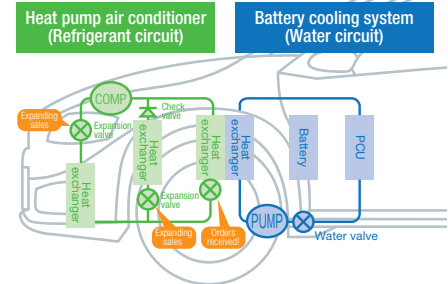 Heat pump air conditioner
(Refrigerant circuit)
Battery cooling system
(Water circuit)
COMP
Check
valve
Expanding
sales
Expansion
valve
Heat
exchanger
Heat
exchanger
Heat
exchanger
Heat
exchanger
Battery
PCU
Expansion
valve
Expanding
sales
Orders
received!
PUMP
Water valve